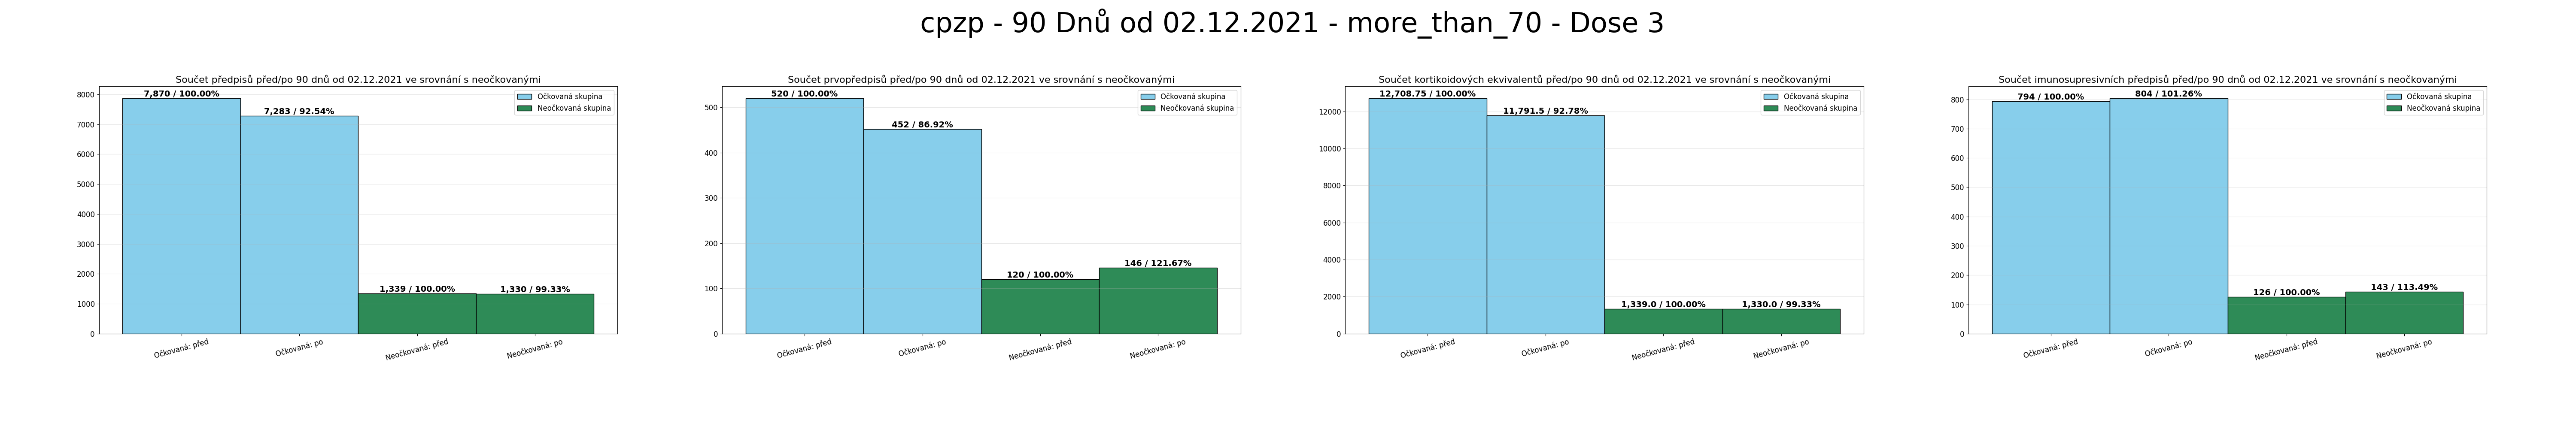 cpzp - 90 Dnů od 02.12.2021 - more_than_70 - Dose 3
Součet předpisů před/po 90 dnů od 02.12.2021 ve srovnání s neočkovanými
8000
7000
6000
5000
4000
3000
2000
1000
0
7,870 / 100.00%
7,283 / 92.54%
1,339 / 100.00%
1,330 / 99.33%
Očkovaná skupina
Neočkovaná skupina
Očkovaná: před
Očkovaná: po
Neočkovaná: před
Neočkovaná: po
Součet prvopředpisů před/po 90 dnů od 02.12.2021 ve srovnání s neočkovanými
500
400
300
200
100
0
520 / 100.00%
452 / 86.92%
120 / 100.00%
146 / 121.67%
Očkovaná skupina
Neočkovaná skupina
Očkovaná: před
Očkovaná: po
Neočkovaná: před
Neočkovaná: po
Součet kortikoidových ekvivalentů před/po 90 dnů od 02.12.2021 ve srovnání s neočkovanými
12000
10000
8000
6000
4000
2000
0
12,708.75 / 100.00%
11,791.5 / 92.78%
1,339.0 / 100.00%
1,330.0 / 99.33%
Očkovaná skupina
Neočkovaná skupina
Očkovaná: před
Očkovaná: po
Neočkovaná: před
Neočkovaná: po
Součet imunosupresivních předpisů před/po 90 dnů od 02.12.2021 ve srovnání s neočkovanými
800
700
600
500
400
300
200
100
0
794 / 100.00%
804 / 101.26%
126 / 100.00%
143 / 113.49%
Očkovaná skupina
Neočkovaná skupina
Očkovaná: před
Očkovaná: po
Neočkovaná: před
Neočkovaná: po